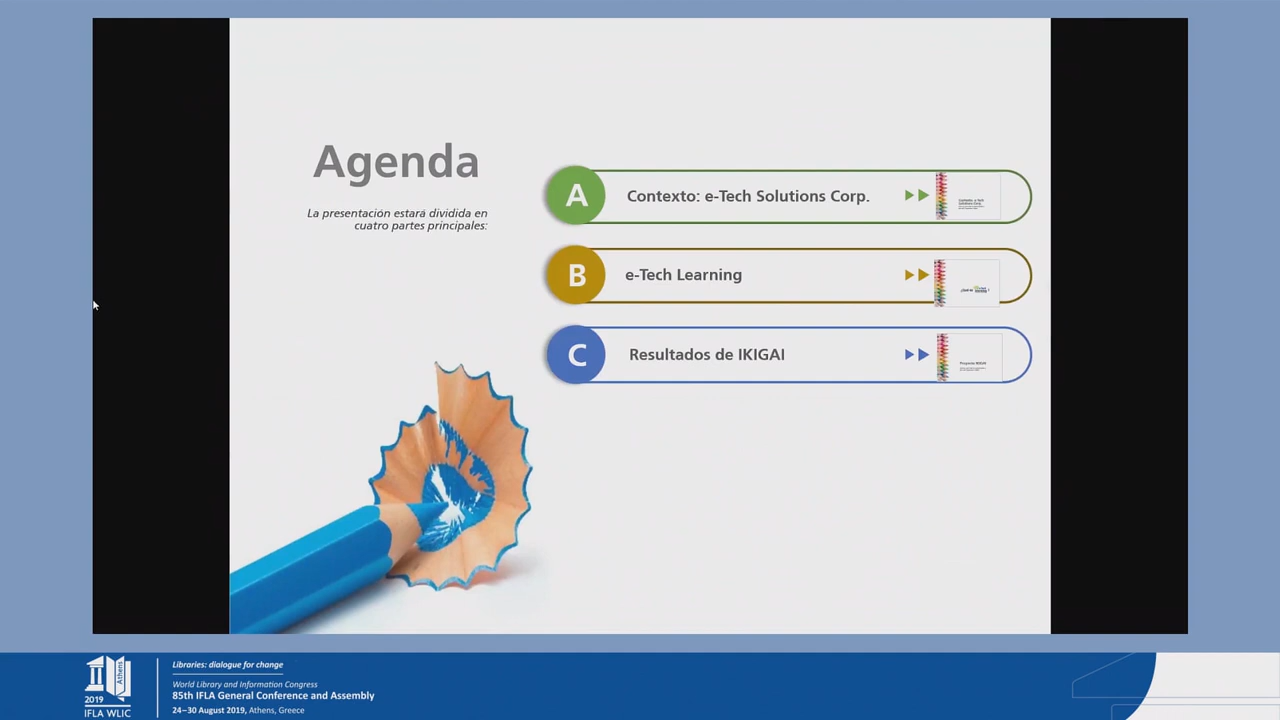 Agenda
La presentación estará dividida en
cuatro partes principales:
A
Contexto: e-Tech Solutions Corp.
B
e-Tech Learning
C
Resultados de IKIGAI
Libraries: dialogue for change
World Library and Information Congress
85th IFLA General Conference and Assembly
24–30 August 2019, Athens, Greece
Athens
2019
IFLA WLIC